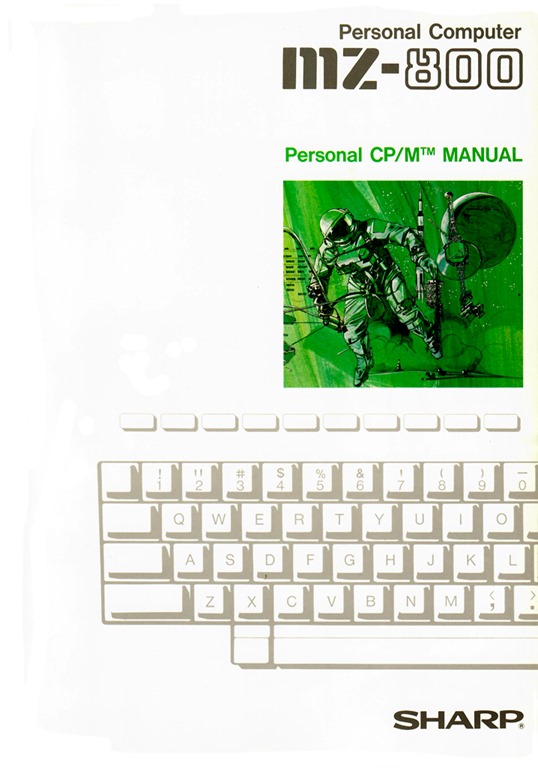 Personal Computer
MZ-800
Personal CP/M™ MANUAL
! " # $ % & ' ( ) _
1 2 3 4 5 6 7 8 9 0
Q W E R T Y U I O
A S D F G H J K L
Z X C V B N M < >
, .
SHARP®